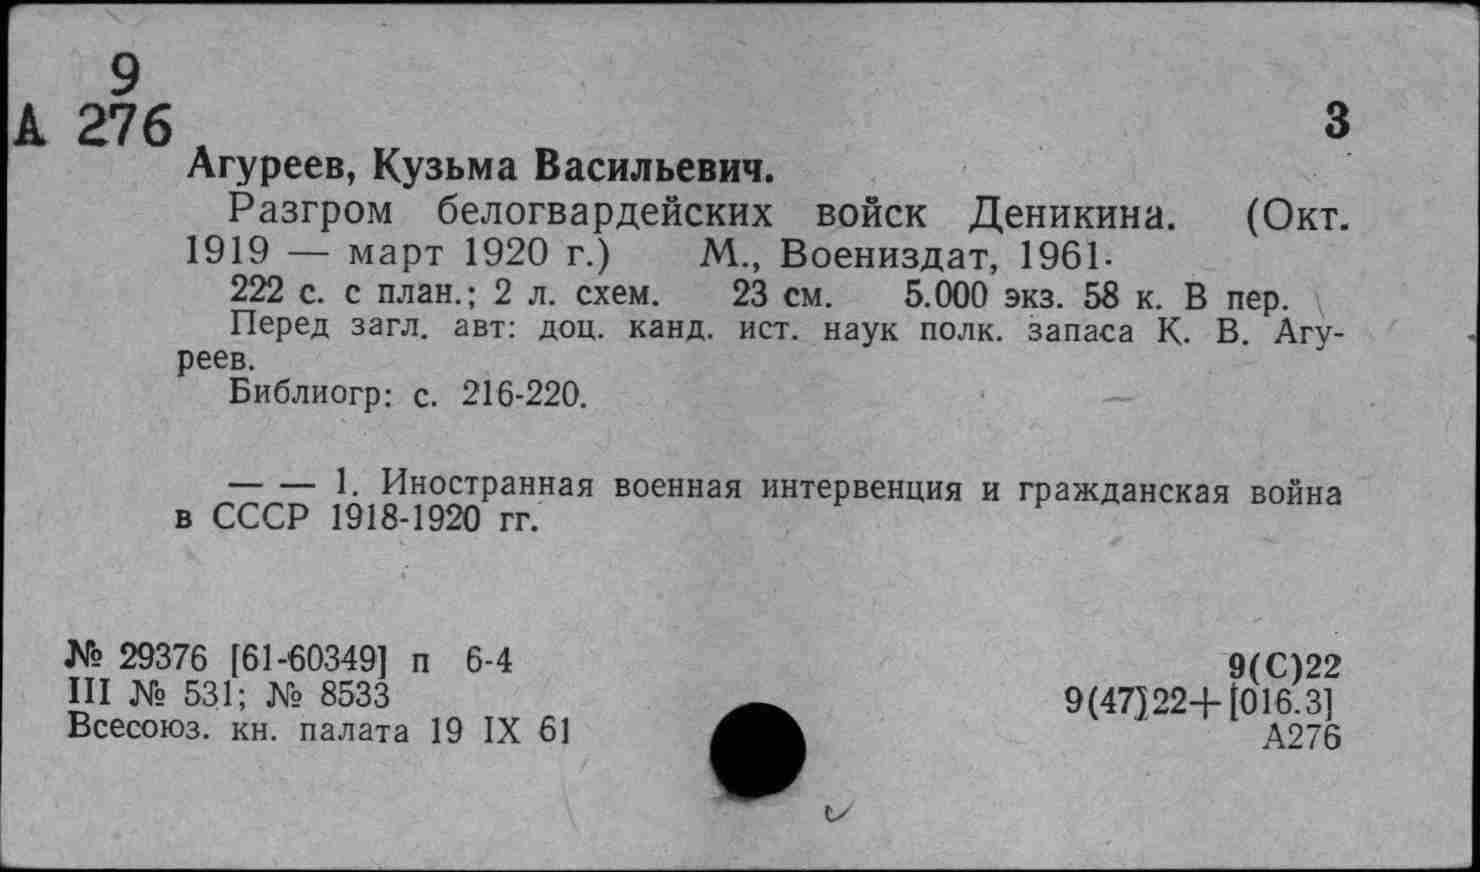 9
А 276
3
Агуреев, Кузьма Васильевич.
Разгром белогвардейских войск Деникина. (Окт.
1919 — март 1920 г.) М., Воениздат, 1961.
222 с. с план.; 2 л. схем. 23 см. 5.000 экз. 58 к. В пер.
Перед загл. авт: доц. канд. ист. наук полк. запаса К. В. Агу-
реев.
Библиогр: с. 216-220.
— — 1. Иностранная военная интервенция и гражданская война
в СССР 1918-1920 гг.
№ 29376 [61-60349] п 6-4
III № 531; № 8533
Всесоюз. кн. палата 19 IX 61
9(С)22
9(47)22+[016.3]
А276